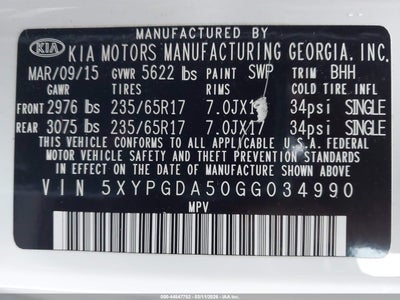 MANUFACTURED BY
KIA KIA MOTORS MANUFACTURING GEORGIA, INC.
MAR/09/15 GVWR 5622 lbs PAINT SWP TRIM BHH
GAWR TIRES RIMS COLD TIRE INFL
FRONT 2976 lbs 235/65R17 7.0JX17 34psi SINGLE
REAR 3075 lbs 235/65R17 7.0JX17 34psi SINGLE
THIS VEHICLE CONFORMS TO ALL APPLICABLE U.S.A. FEDERAL
MOTOR VEHICLE SAFETY AND THEFT PREVENTION STANDARDS
IN EFFECT ON THE DATE OF MANUFACTURE SHOWN ABOVE.
VIN 5XYPGDA50GG034990
MPV